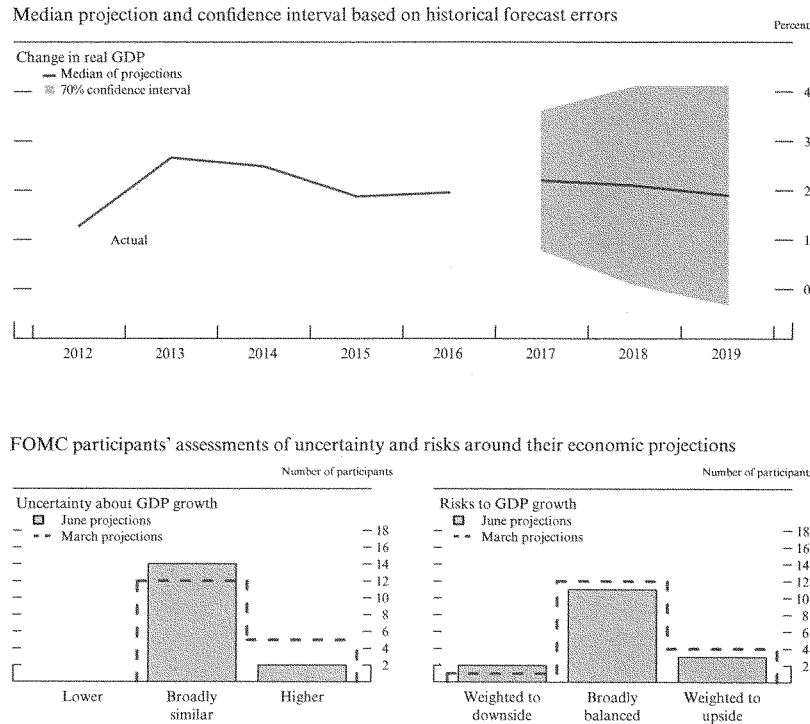 Median projection and confidence interval based on historical forecast errors
Percent
Change in real GDP
Median of projections
70% confidence interval
4
3
2
1
0
Actual
2012 2013 2014 2015 2016 2017 2018 2019
FOMC participants' assessments of uncertainty and risks around their economic projections
Number of participants
Uncertainty about GDP growth
June projections
March projections
18
16
14
12
10
8
6
4
2
Lower Broadly similar Higher
Number of participants
Risks to GDP growth
June projections
March projections
18
16
14
12
10
8
6
4
2
Weighted to downside Broadly balanced Weighted to upside